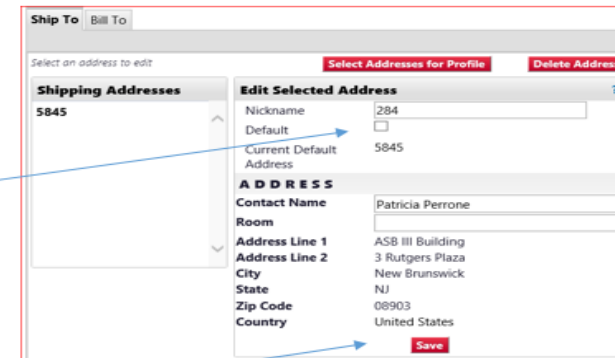 Ship To Bill To
Select an address to edit Select Addresses for Profile
Shipping Addresses Edit Selected Address
5845 Nickname 284
Default
Current Default 5845
Address
ADDRESS
Contact Name Patricia Perrone
Room
Address Line 1 ASB III Building
Address Line 2 3 Rutgers Plaza
City New Brunswick
State NJ
Zip Code 08903
Country United States
Save